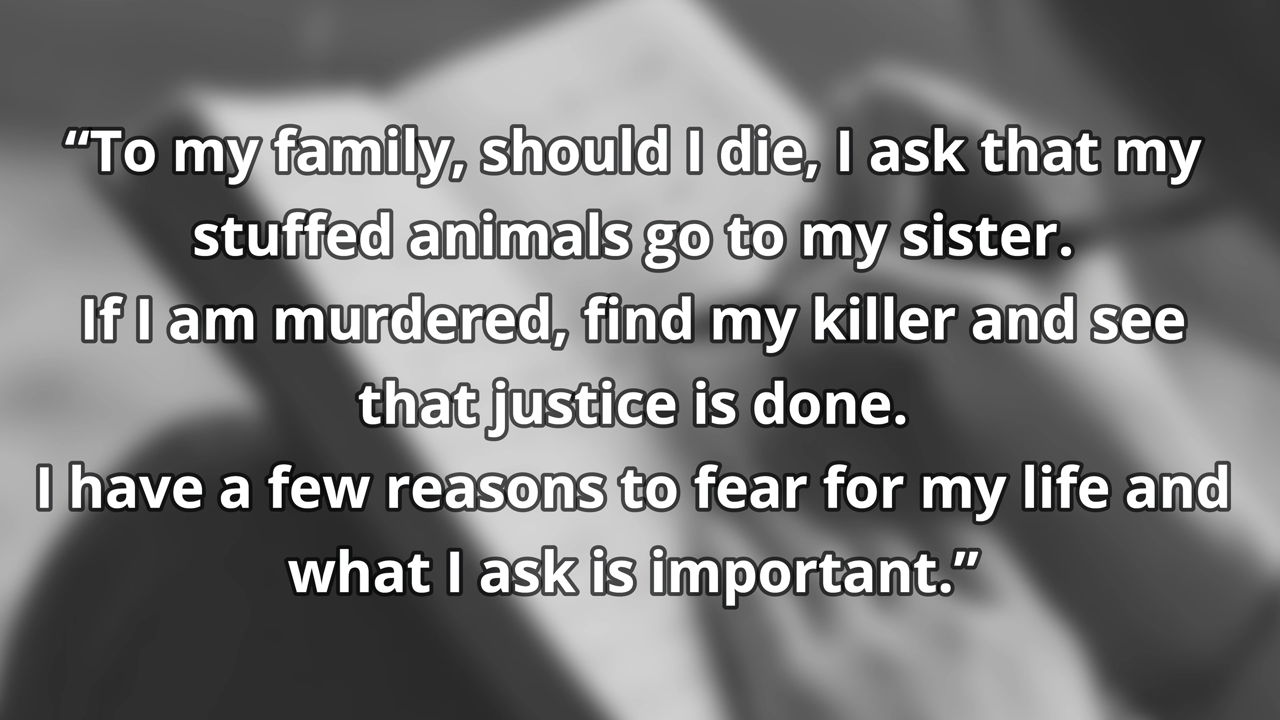 “To my family, should I die, I ask that my
stuffed animals go to my sister.
If I am murdered, find my killer and see
that justice is done.
I have a few reasons to fear for my life and
what I ask is important.”